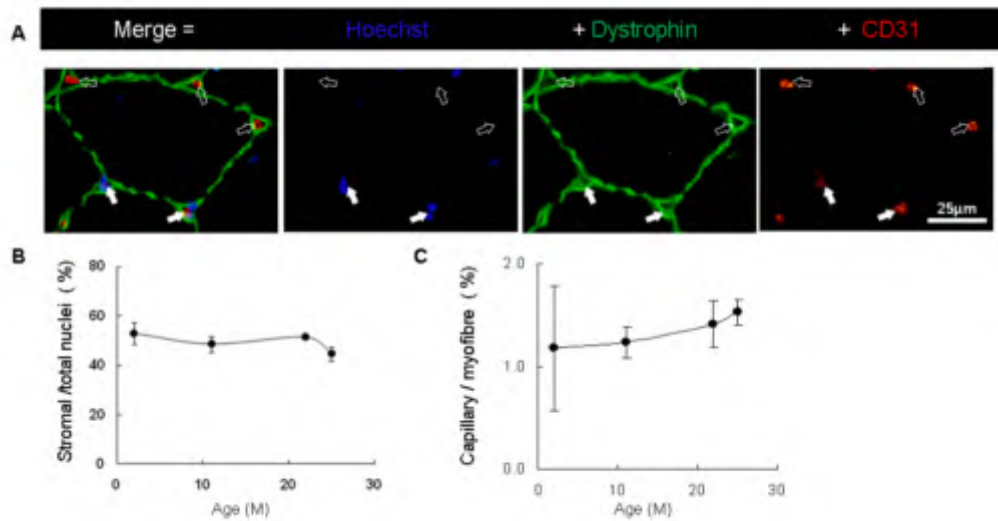 A Merge = Hoechst + Dystrophin + CD31
25µm
B
Stromal /total nuclei ( %)
80
60
40
20
0
0 10 20 30
Age (M)
C
Capillary / myofibre (%)
2.0
1.0
0.0
0 10 20 30
Age (M)